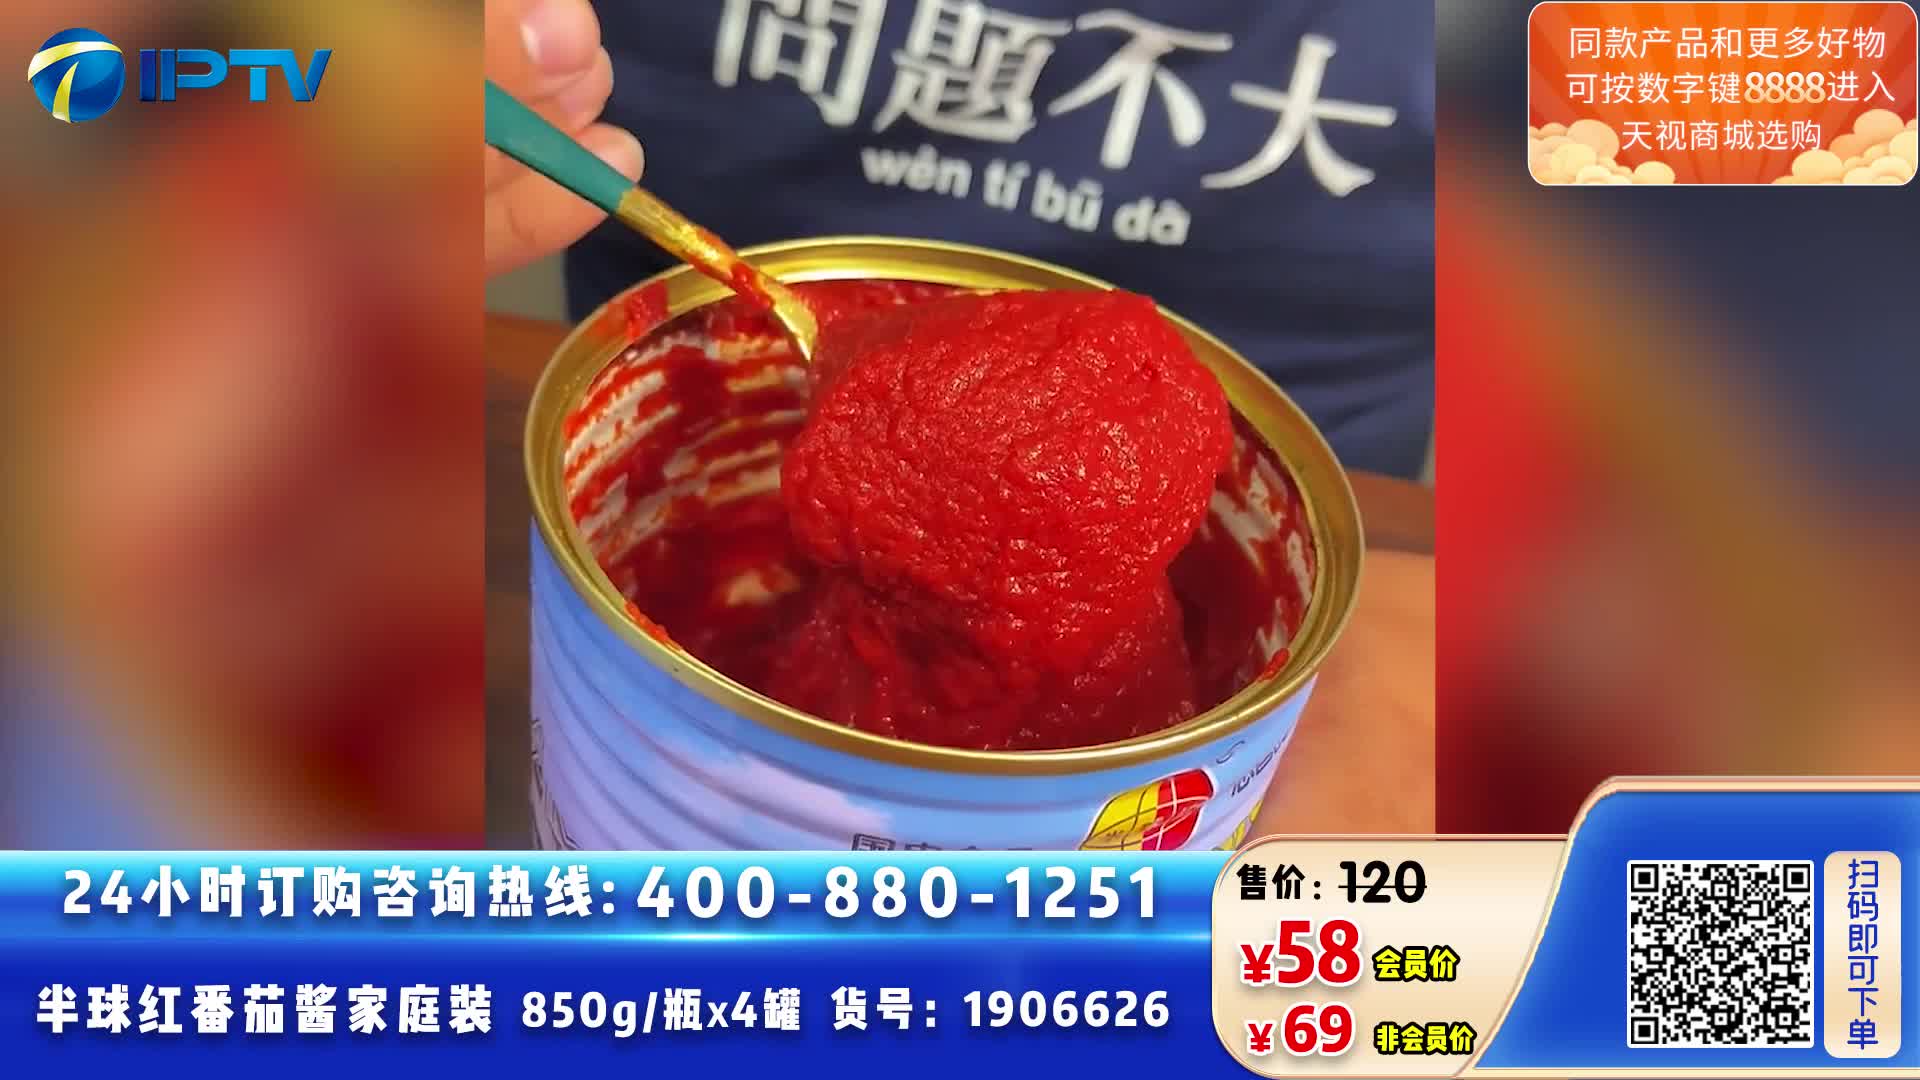 IPTV
問題不大
wèn tí bú dà
同款产品和更多好物
可按数字键8888进入
天视商城选购
24小时订购咨询热线:400-880-1251
半球红番茄酱家庭装 850g/瓶x4罐 货号：1906626
售价：120
¥58 会员价
¥69 非会员价
扫码即可下单